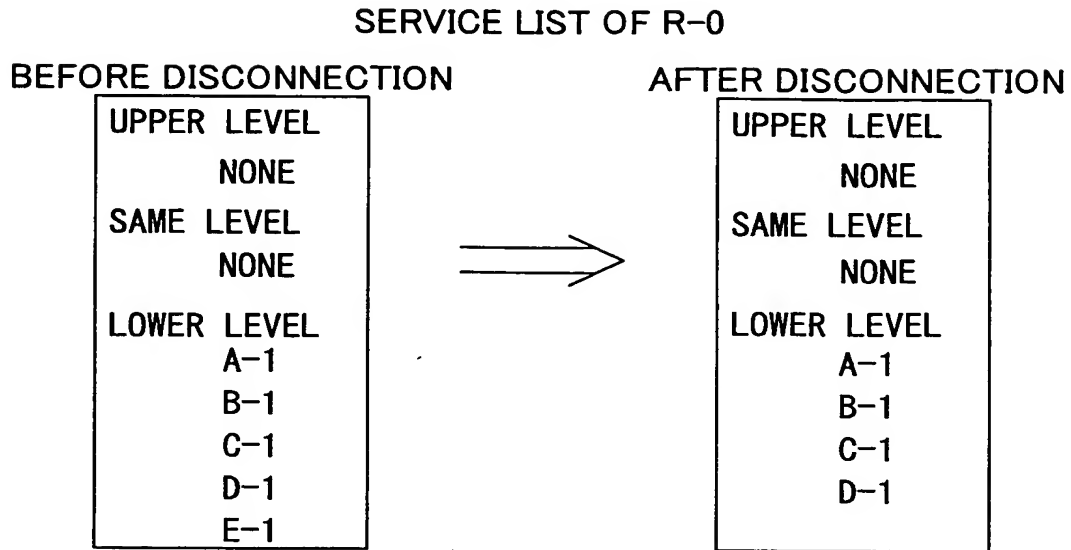 SERVICE LIST OF R-0
BEFORE DISCONNECTION
UPPER LEVEL
NONE
SAME LEVEL
NONE
LOWER LEVEL
A-1
B-1
C-1
D-1
E-1
AFTER DISCONNECTION
UPPER LEVEL
NONE
SAME LEVEL
NONE
LOWER LEVEL
A-1
B-1
C-1
D-1